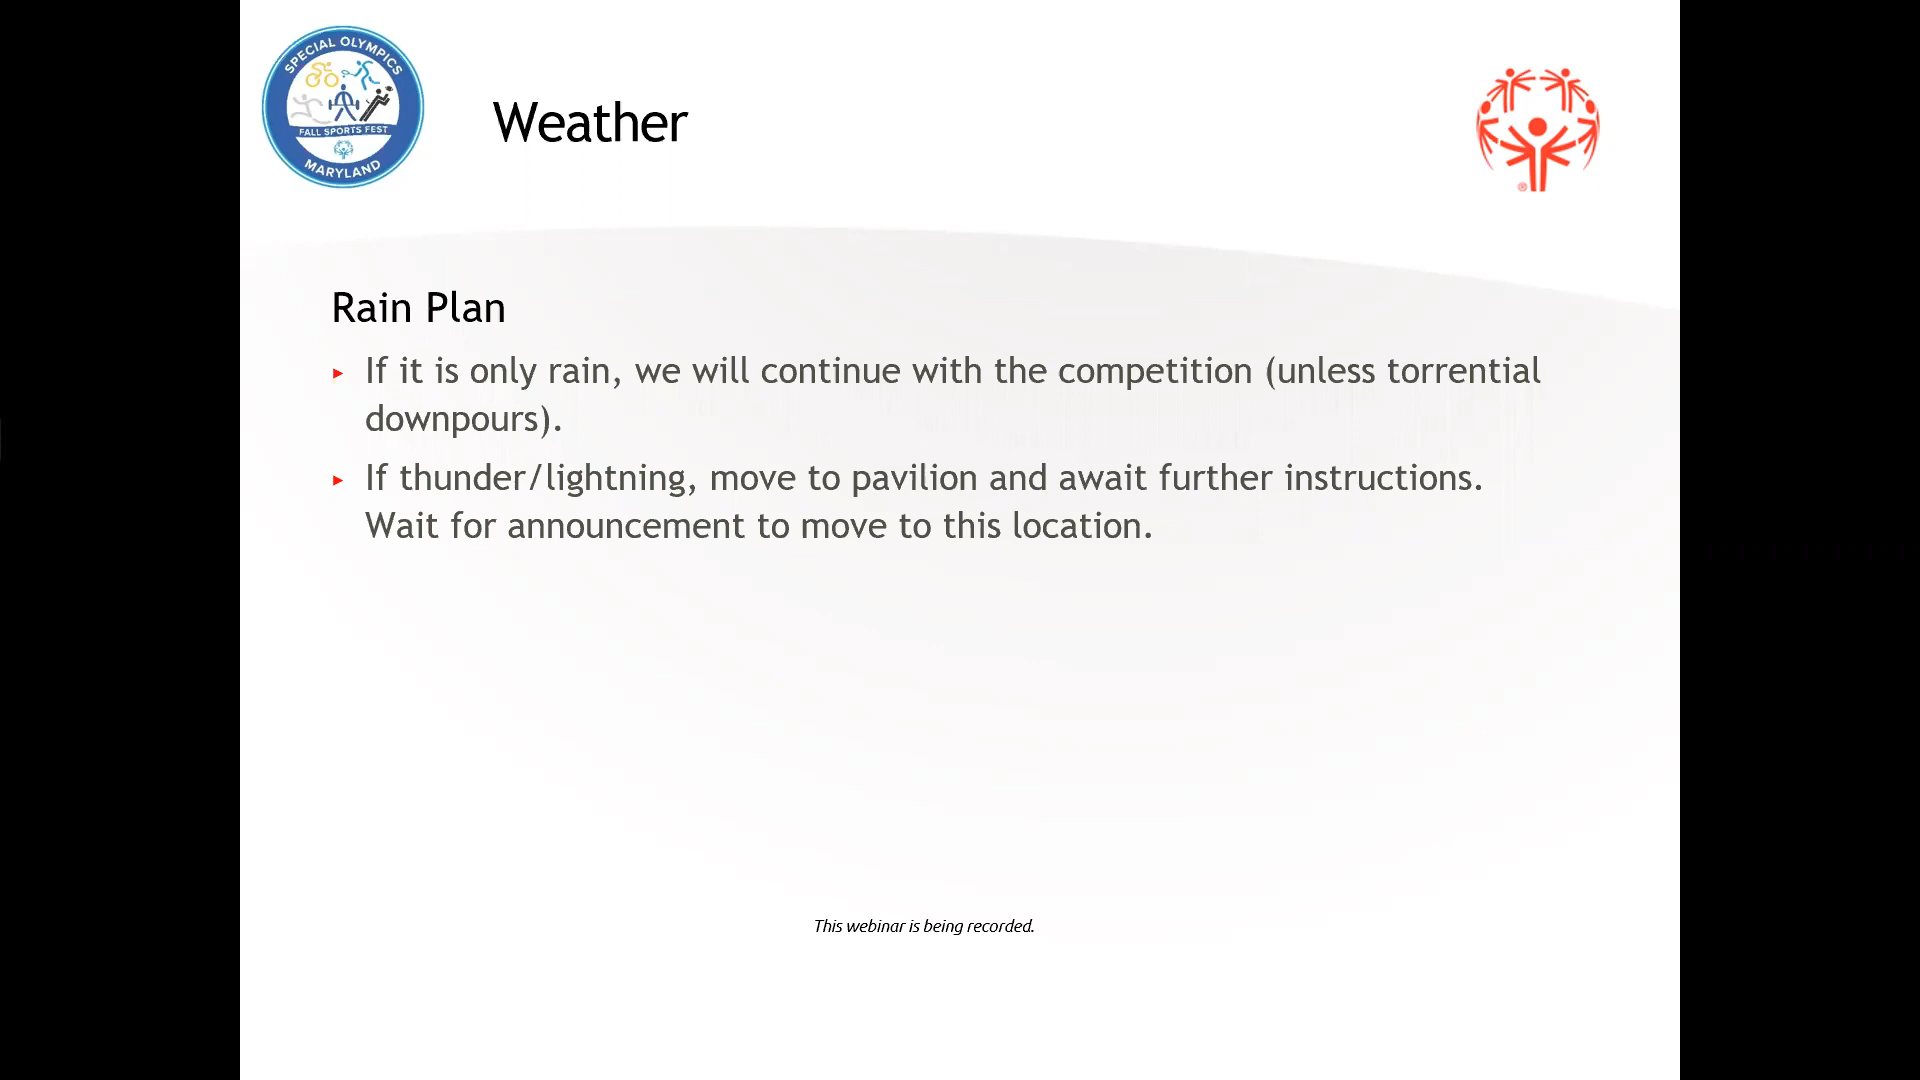 SPECIAL OLYMPICS
FALL SPORTS FEST
MARYLAND
Weather
®
Rain Plan
▸ If it is only rain, we will continue with the competition (unless torrential
downpours).
▸ If thunder/lightning, move to pavilion and await further instructions.
Wait for announcement to move to this location.
This webinar is being recorded.